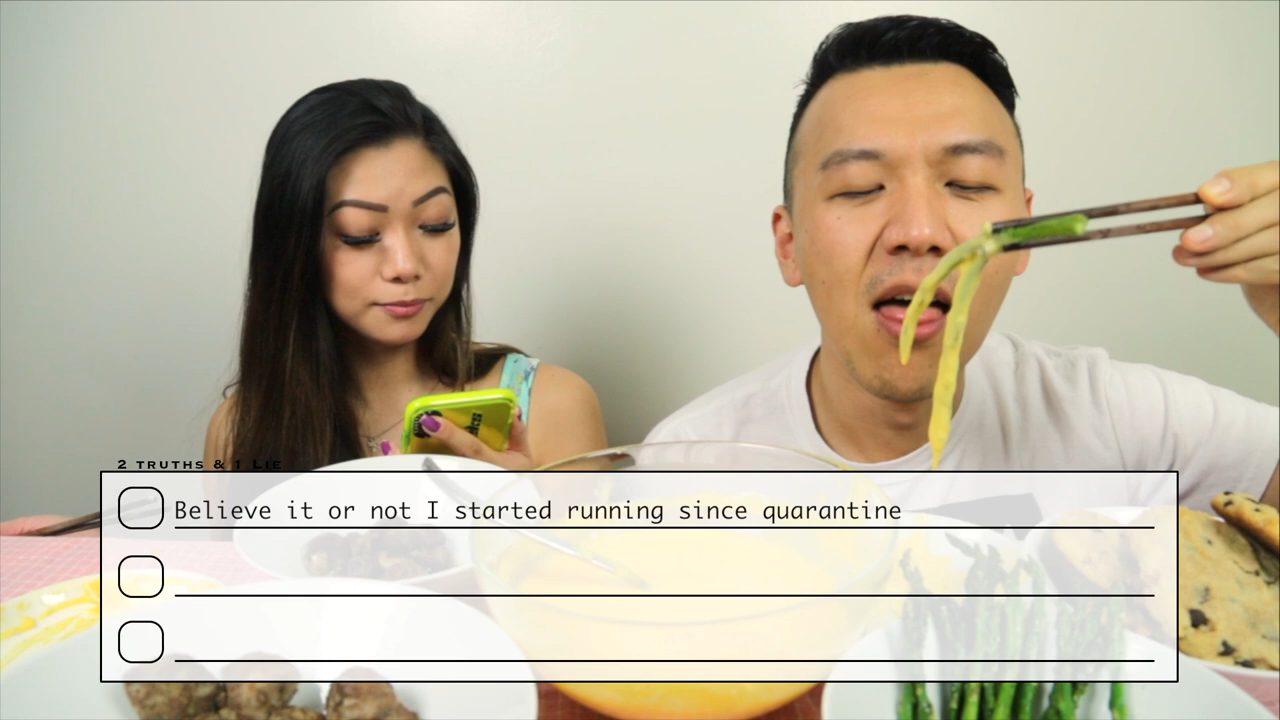 2 TRUTHS & 1 LIE
Believe it or not I started running since quarantine